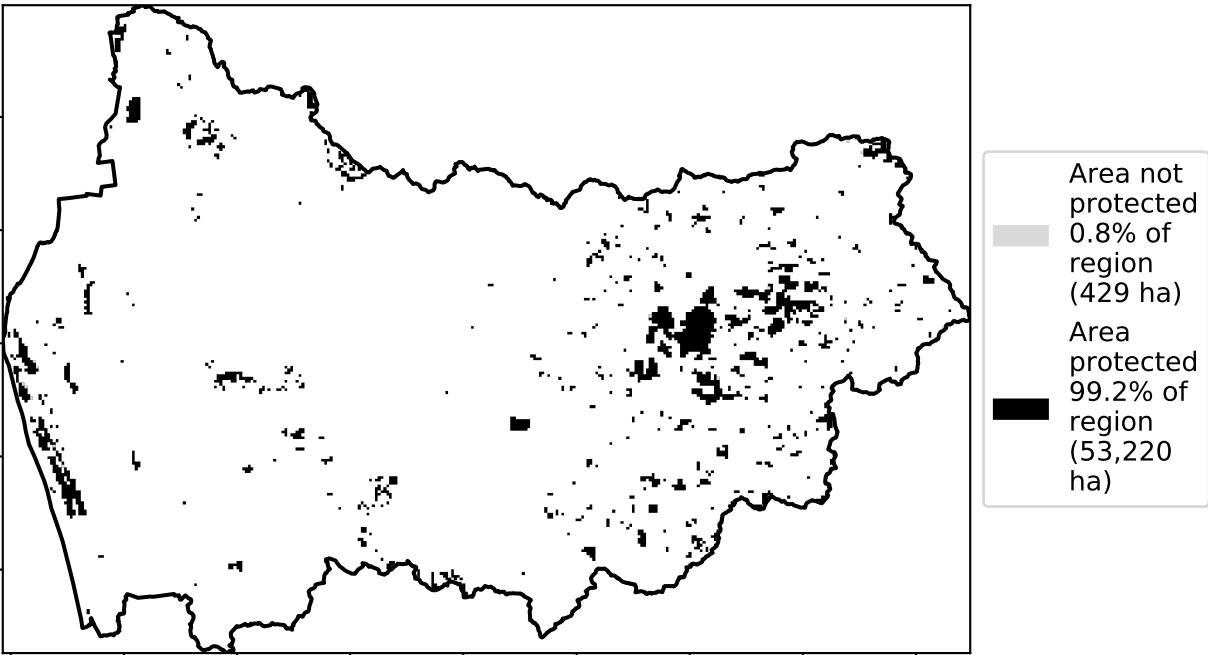 Area not
protected
0.8% of
region
(429 ha)
Area
protected
99.2% of
region
(53,220
ha)